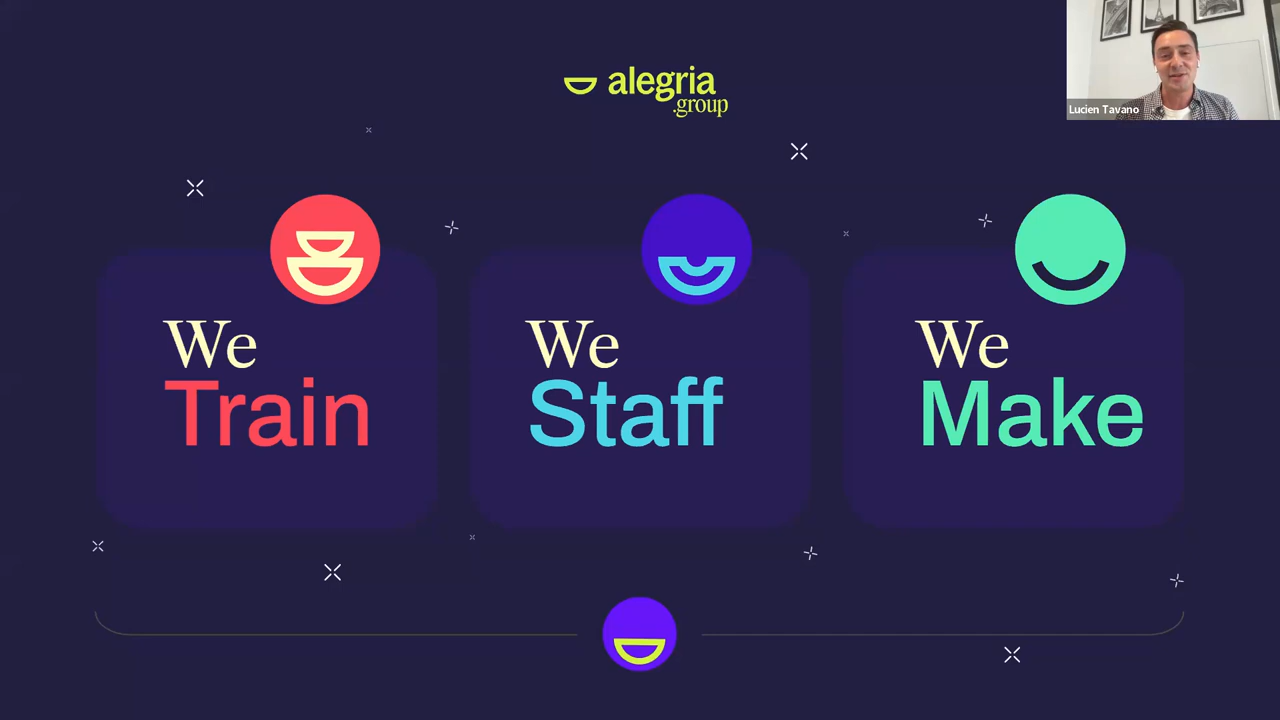 alegria
.group
Lucien Tavano
We
Train
We
Staff
We
Make